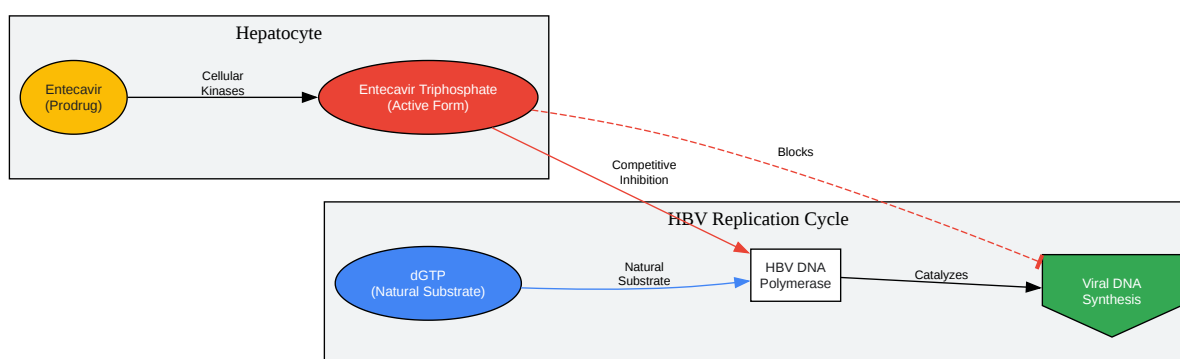 Hepatocyte
Entecavir
(Prodrug)
Cellular
Kinases
Entecavir Triphosphate
(Active Form)
Blocks
Competitive
Inhibition
HBV Replication Cycle
dGTP
(Natural Substrate)
Natural
Substrate
HBV DNA
Polymerase
Catalyzes
Viral DNA
Synthesis